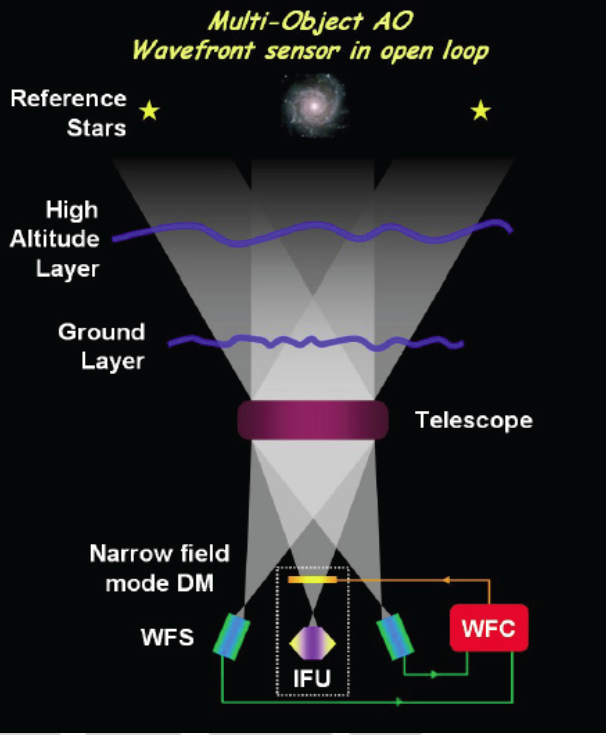 Multi-Object AO
Wavefront sensor in open loop
Reference
Stars
High
Altitude
Layer
Ground
Layer
Telescope
Narrow field
mode DM
WFS
WFC
IFU